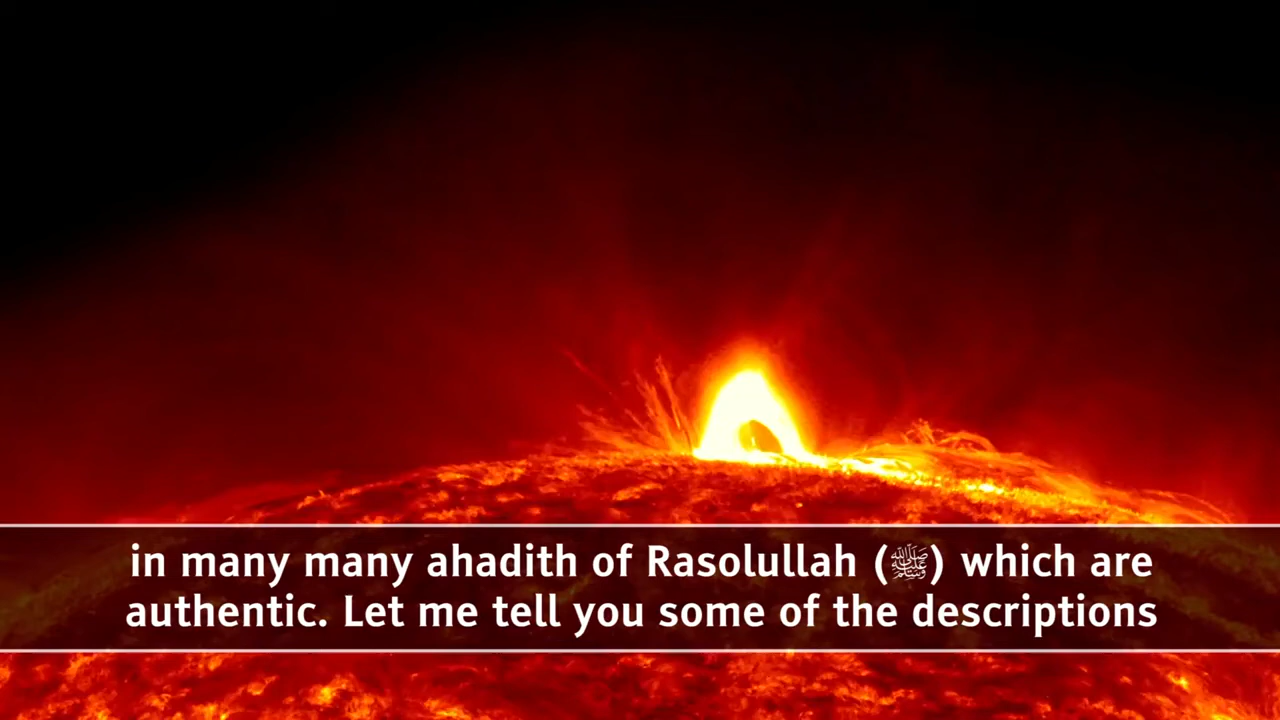 in many many ahadith of Rasolullah (ﷺ) which are
authentic. Let me tell you some of the descriptions